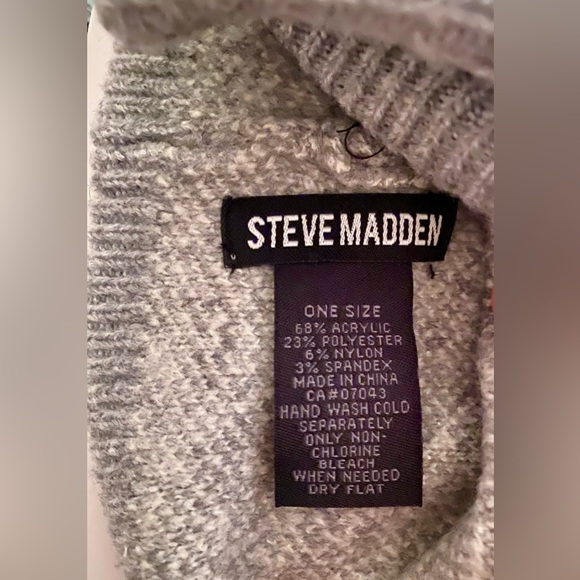 STEVE MADDEN
ONE SIZE
68% ACRYLIC
23% POLYESTER
6% NYLON
3% SPANDEX
MADE IN CHINA
CA#07043
HAND WASH COLD
SEPARATELY
ONLY NON-
CHLORINE
BLEACH
WHEN NEEDED
DRY FLAT